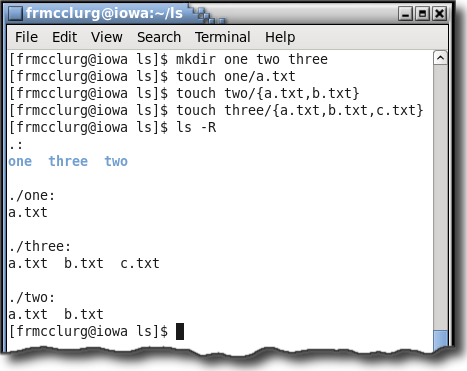 frmcclurg@iowa:~/ls
File Edit View Search Terminal Help
[frmcclurg@iowa ls]$ mkdir one two three
[frmcclurg@iowa ls]$ touch one/a.txt
[frmcclurg@iowa ls]$ touch two/{a.txt,b.txt}
[frmcclurg@iowa ls]$ touch three/{a.txt,b.txt,c.txt}
[frmcclurg@iowa ls]$ ls -R
.:
one  three  two
./one:
a.txt
./three:
a.txt  b.txt  c.txt
./two:
a.txt  b.txt
[frmcclurg@iowa ls]$